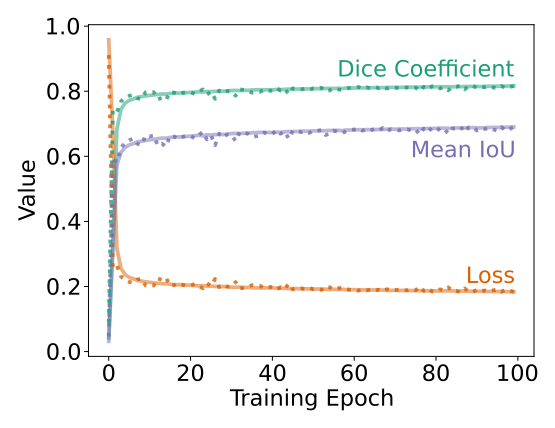 1.0
0.8
0.6
0.4
0.2
0.0
Value
Dice Coefficient
Mean IoU
Loss
0 20 40 60 80 100
Training Epoch